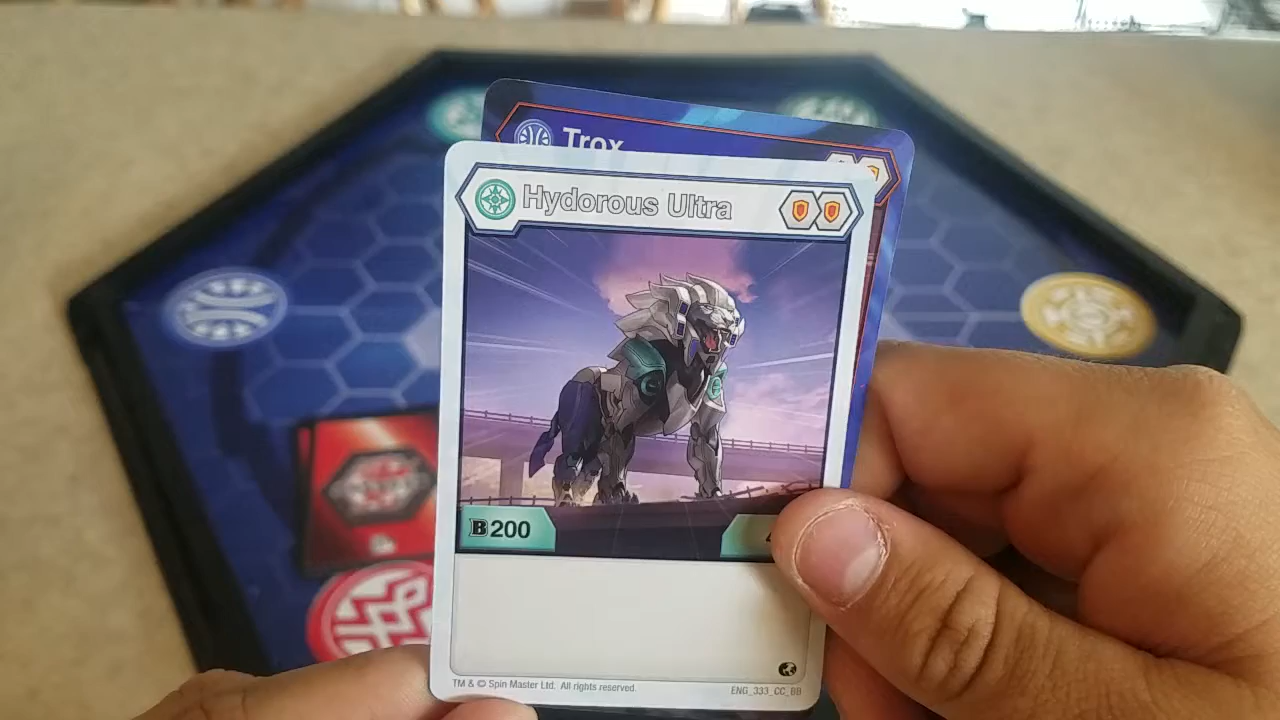 Trox
Hydorous Ultra
B200
TM & © Spin Master Ltd. All rights reserved.
ENG_333_CC_BB